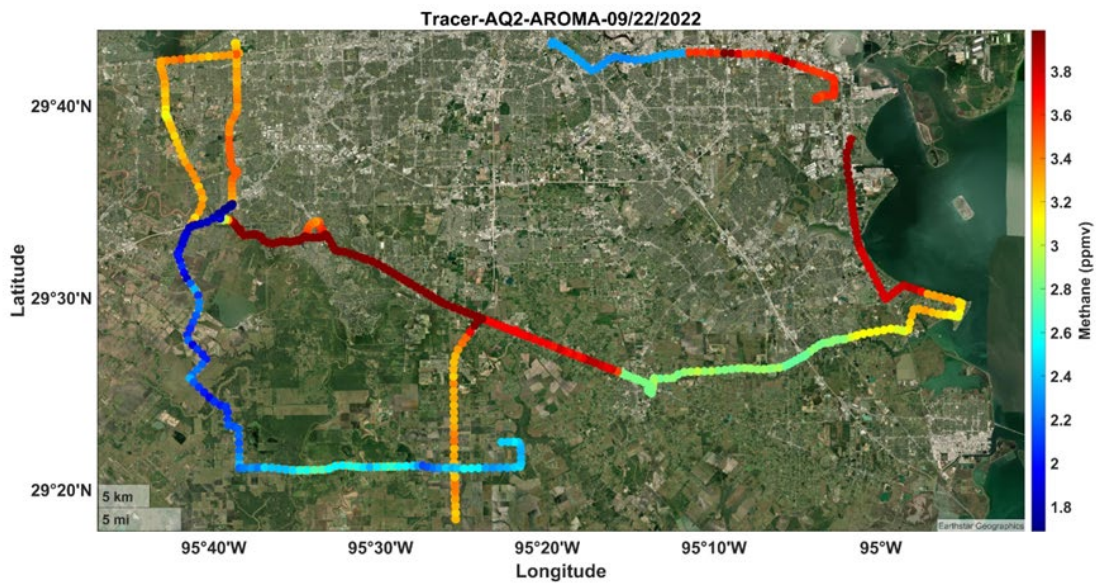 Tracer-AQ2-AROMA-09/22/2022
29°40'N
29°30'N
29°20'N
Latitude
5 km
5 mi
Earthstar Geographics
95°40'W
95°30'W
95°20'W
95°10'W
95°W
Longitude
3.8
3.6
3.4
3.2
3
2.8
2.6
2.4
2.2
2
1.8
Methane (ppmv)